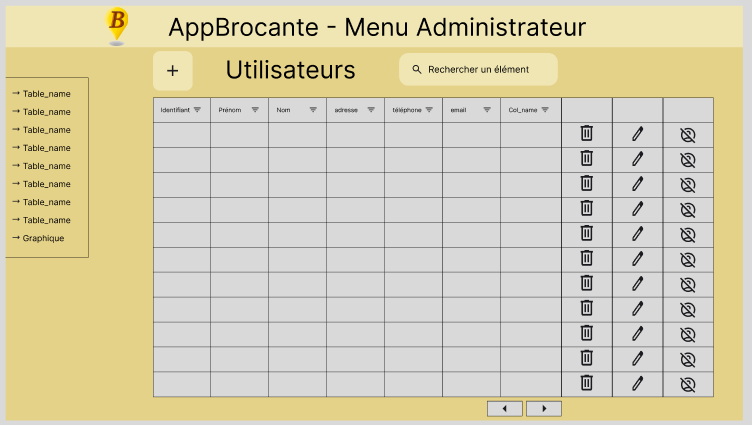 B
AppBrocante - Menu Administrateur
+ Utilisateurs Rechercher un élément
→ Table_name
→ Table_name
→ Table_name
→ Table_name
→ Table_name
→ Table_name
→ Table_name
→ Table_name
→ Graphique
Identifiant Prénom Nom adresse téléphone email Col_name